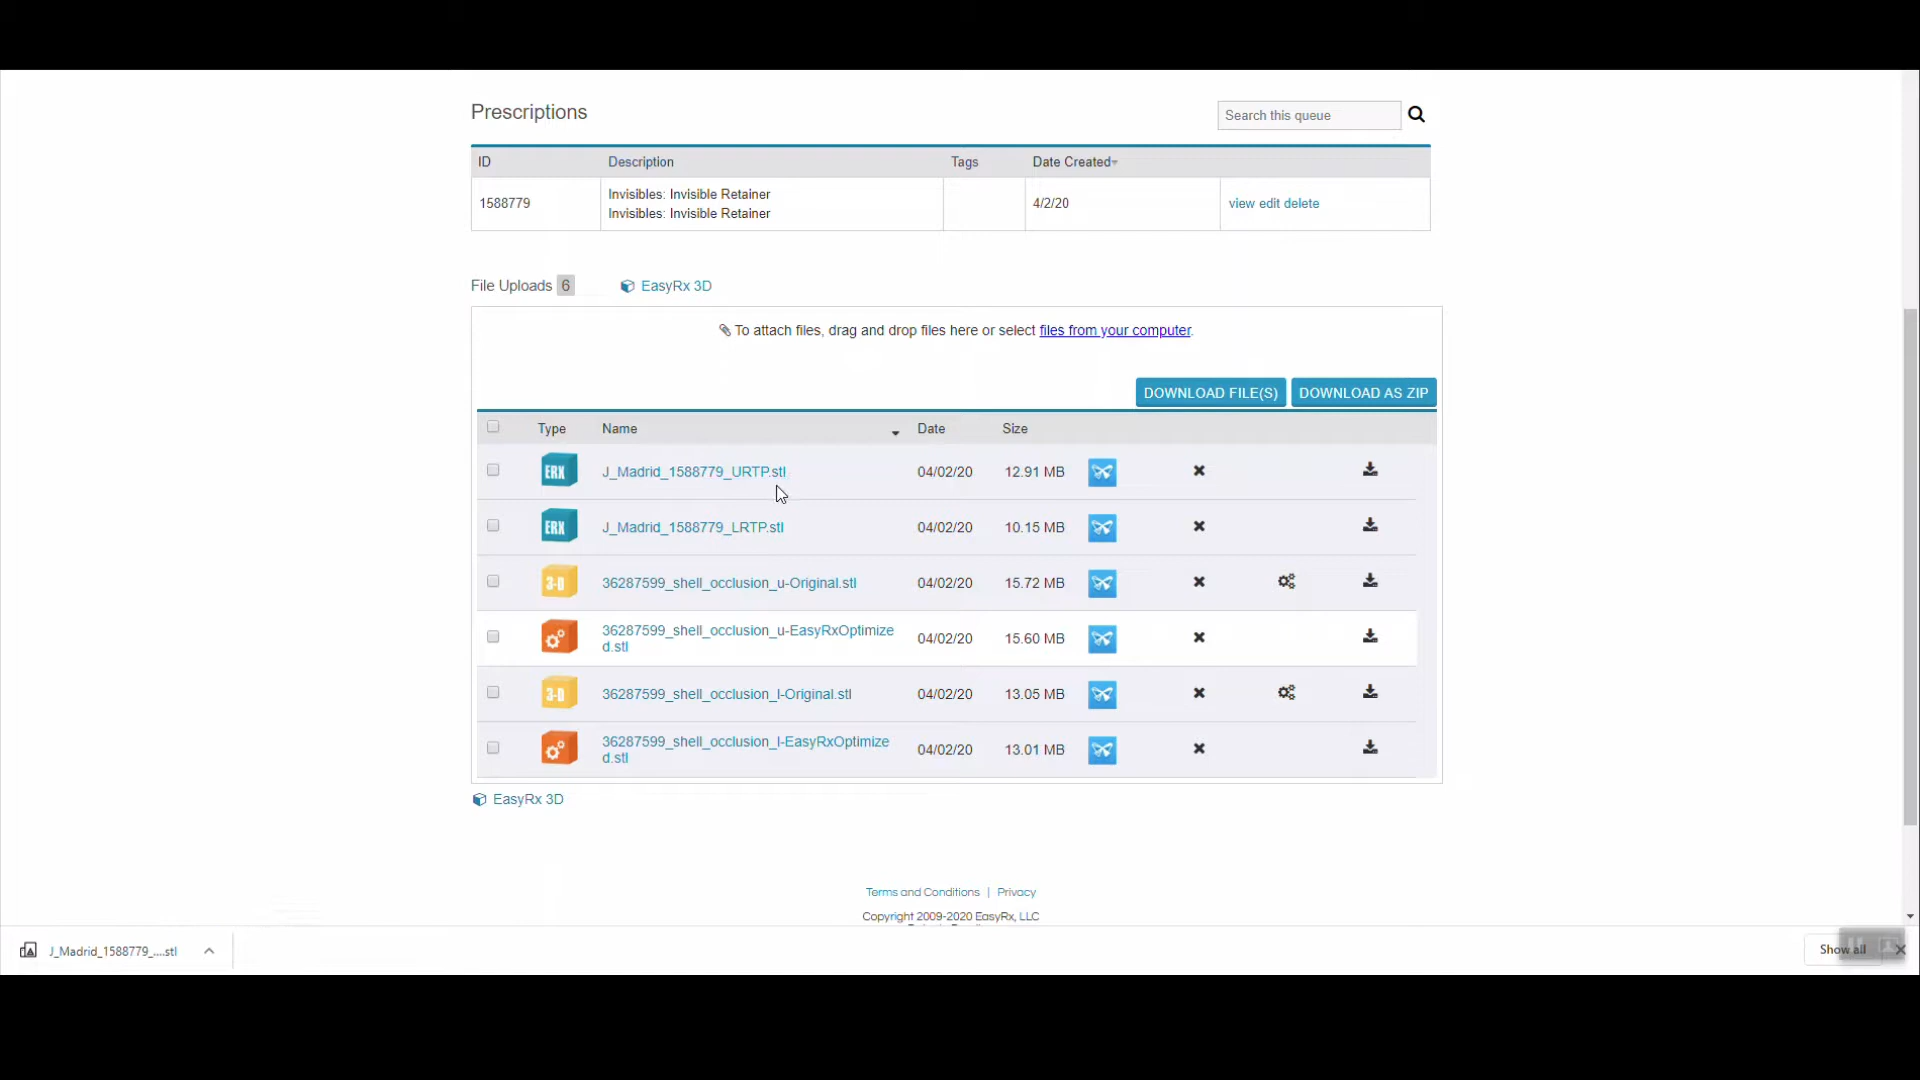 Prescriptions
Search this queue
ID Description Tags Date Created
1588779 Invisibles: Invisible Retainer 4/2/20 view edit delete
Invisibles: Invisible Retainer
File Uploads 6 EasyRx 3D
To attach files, drag and drop files here or select files from your computer.
DOWNLOAD FILE(S) DOWNLOAD AS ZIP
Type Name Date Size
ERX J_Madrid_1588779_URTP.stl 04/02/20 12.91 MB
ERX J_Madrid_1588779_LRTP.stl 04/02/20 10.15 MB
3-D 36287599_shell_occlusion_u-Original.stl 04/02/20 15.72 MB
36287599_shell_occlusion_u-EasyRxOptimize
d.stl 04/02/20 15.60 MB
3-D 36287599_shell_occlusion_l-Original.stl 04/02/20 13.05 MB
36287599_shell_occlusion_l-EasyRxOptimize
d.stl 04/02/20 13.01 MB
EasyRx 3D
Terms and Conditions | Privacy
Copyright 2009-2020 EasyRx, LLC
J_Madrid_1588779_....stl Show all